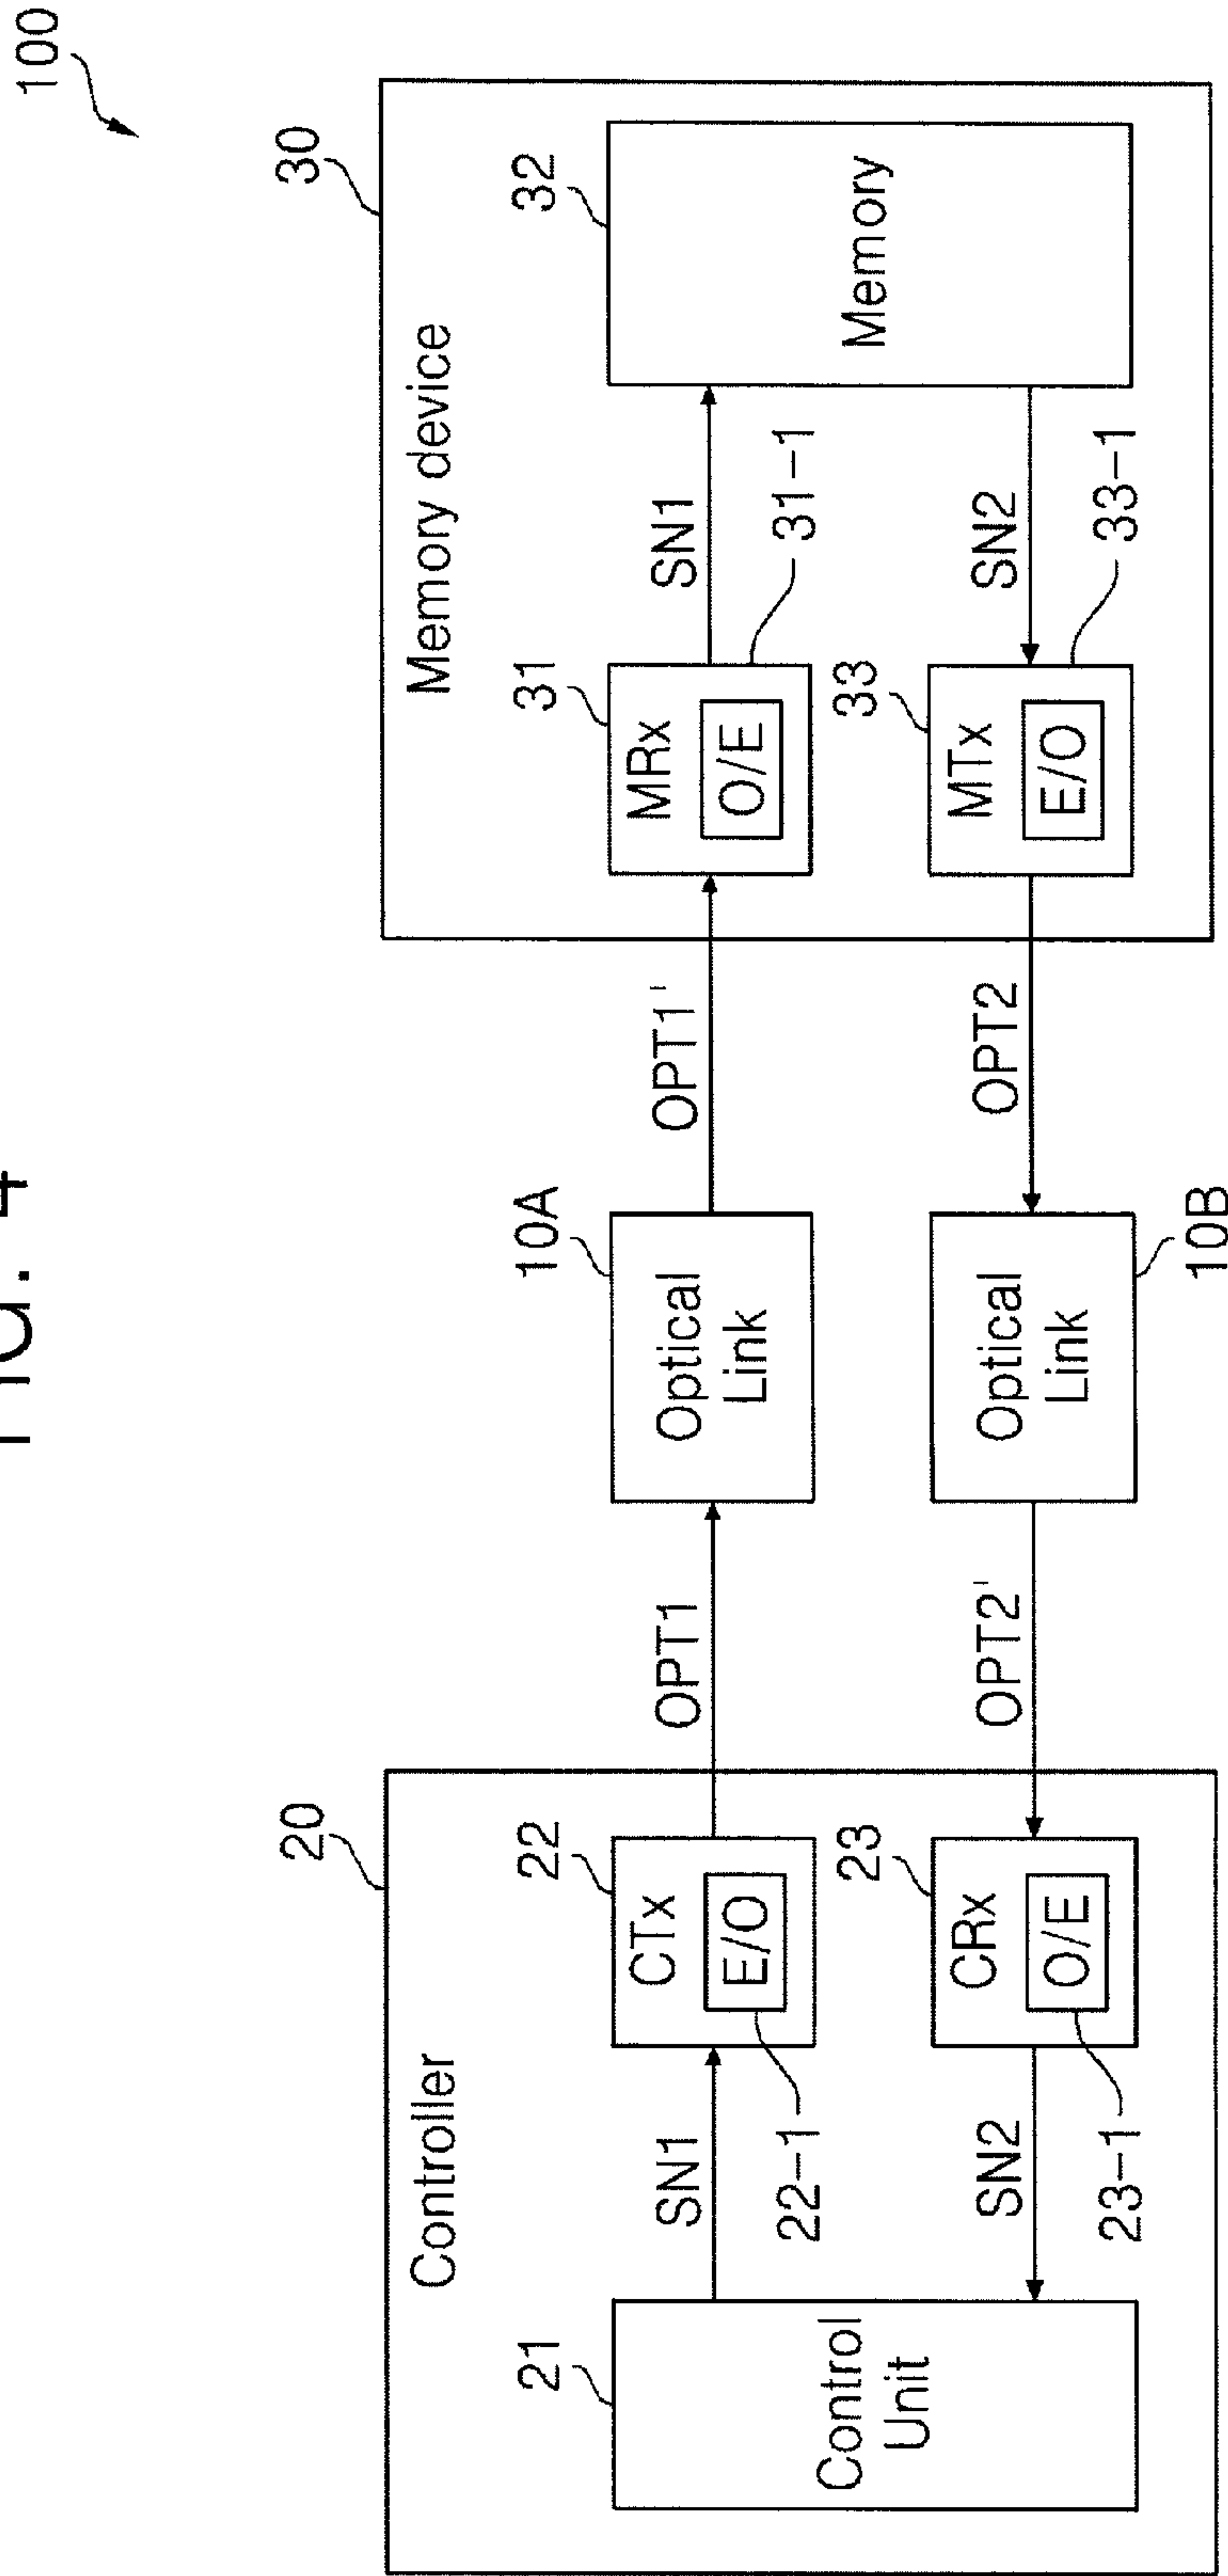 FIG. 4
100
20
Controller
21
Control
Unit
SN1
22
CTx
E/O
22-1
SN2
23
CRx
O/E
23-1
OPT1
OPT2'
10A
Optical
Link
Optical
Link
10B
OPT1'
OPT2
30
Memory device
31
MRx
O/E
31-1
33
MTx
E/O
33-1
SN1
SN2
32
Memory